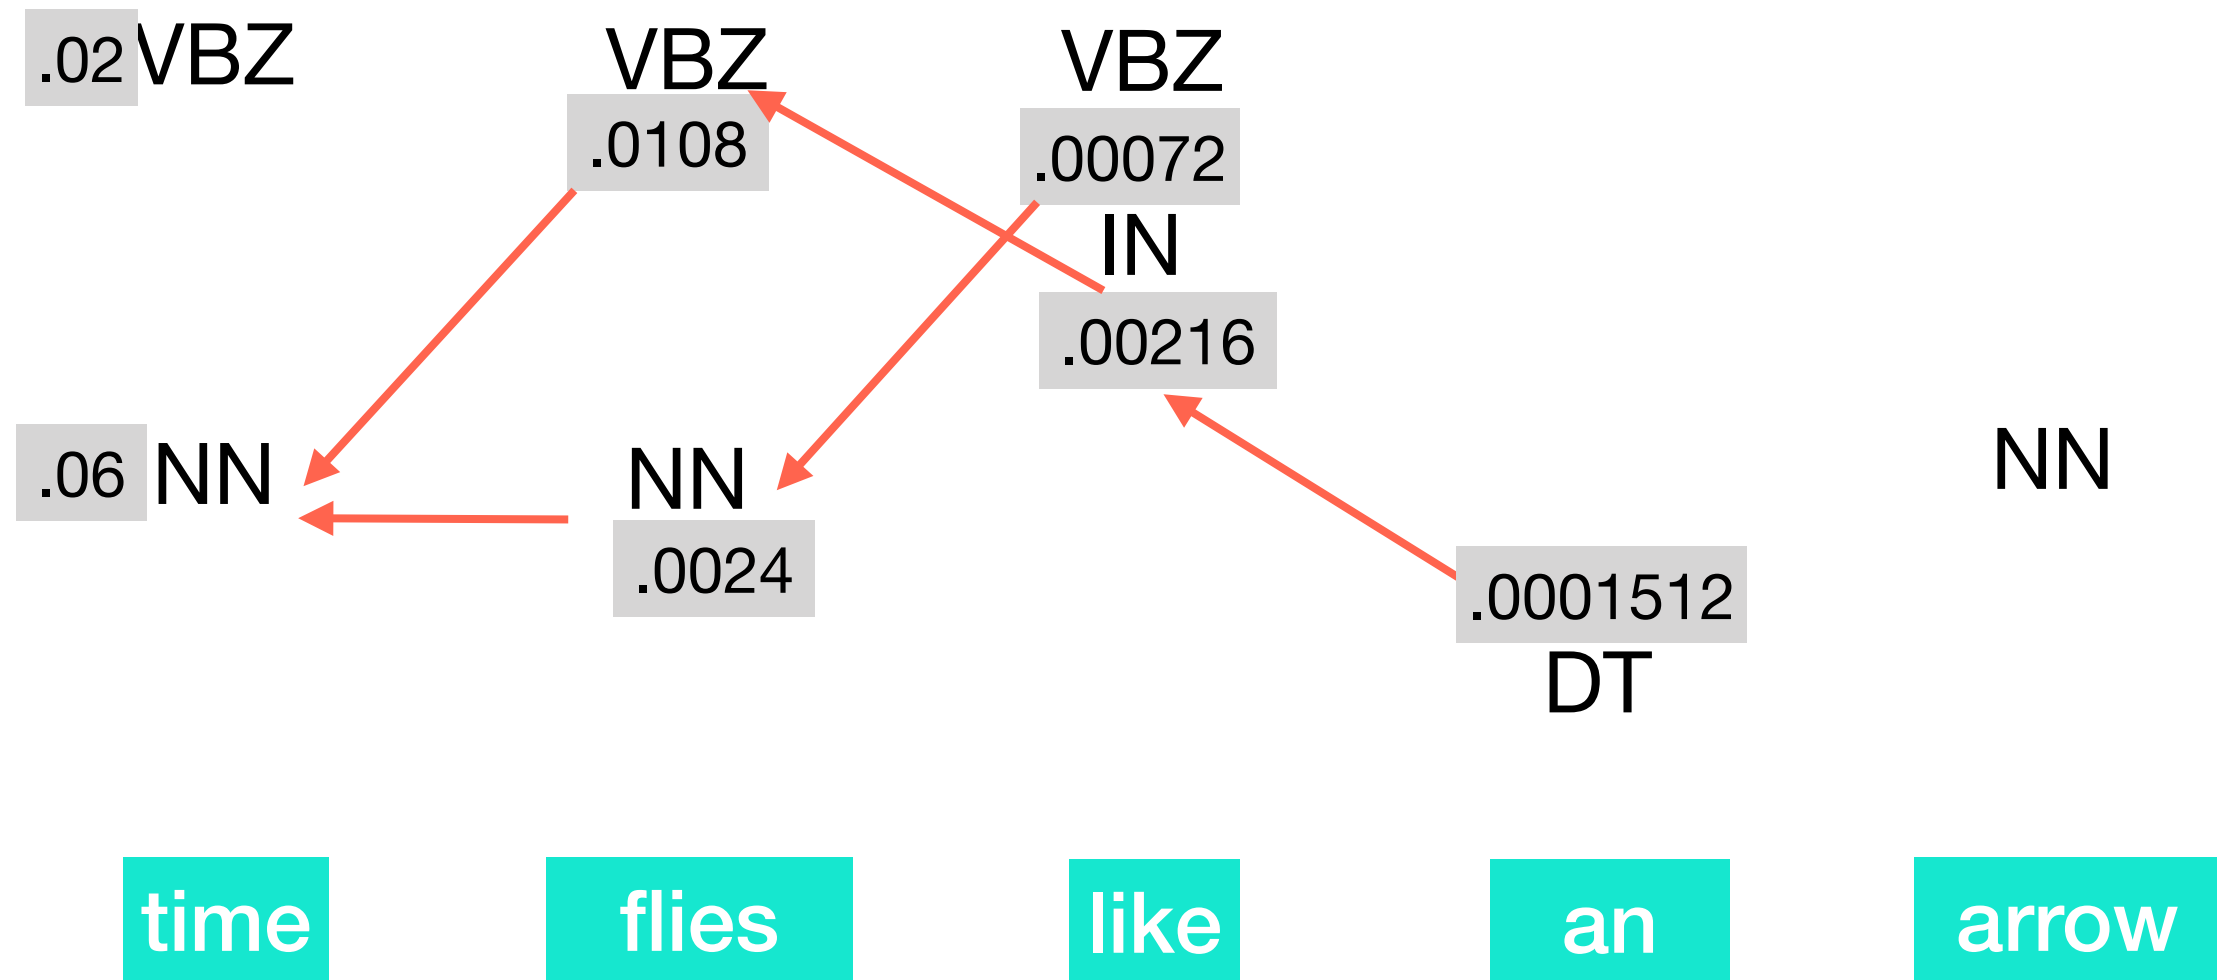 .02 VBZ VBZ VBZ
.0108 .00072
IN
.00216
.06 NN NN NN
.0024 .0001512
DT
time flies like an arrow